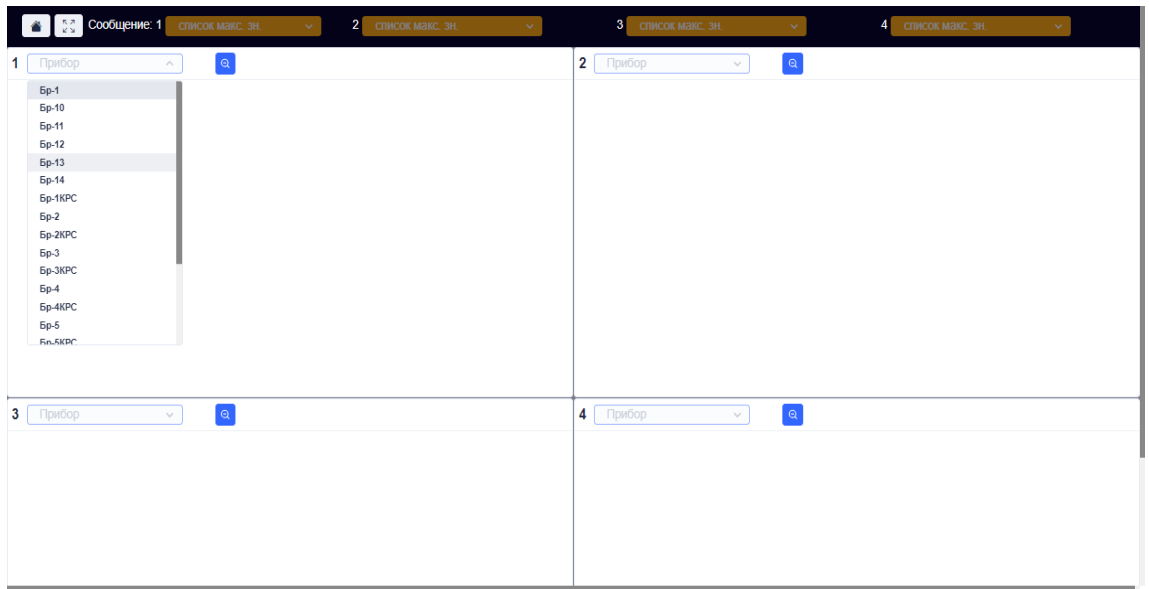 Сообщение: 1 список макс. зн. 2 список макс. зн. 3 список макс. зн. 4 список макс. зн.
1 Прибор
2 Прибор
Бр-1
Бр-10
Бр-11
Бр-12
Бр-13
Бр-14
Бр-1КРС
Бр-2
Бр-2КРС
Бр-3
Бр-3КРС
Бр-4
Бр-4КРС
Бр-5
Бр-5КРС
3 Прибор
4 Прибор